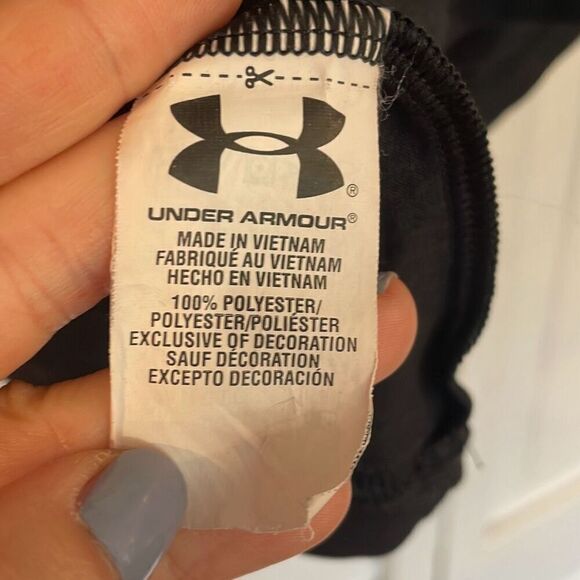 ®
UNDER ARMOUR®
MADE IN VIETNAM
FABRIQUÉ AU VIETNAM
HECHO EN VIETNAM
100% POLYESTER/
POLYESTER/POLIÉSTER
EXCLUSIVE OF DECORATION
SAUF DÉCORATION
EXCEPTO DECORACIÓN